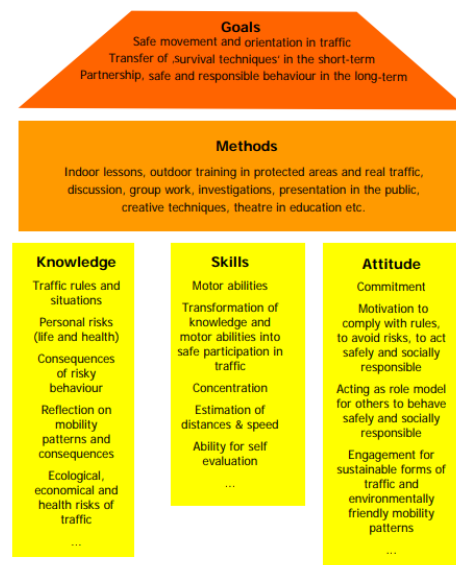 Goals
Safe movement and orientation in traffic
Transfer of ‚survival techniques‘ in the short-term
Partnership, safe and responsible behaviour in the long-term
Methods
Indoor lessons, outdoor training in protected areas and real traffic,
discussion, group work, investigations, presentation in the public,
creative techniques, theatre in education etc.
Knowledge
Traffic rules and
situations
Personal risks
(life and health)
Consequences
of risky
behaviour
Reflection on
mobility
patterns and
consequences
Ecological,
economical and
health risks of
traffic
...
Skills
Motor abilities
Transformation of
knowledge and
motor abilities into
safe participation in
traffic
Concentration
Estimation of
distances & speed
Ability for self
evaluation
...
Attitude
Commitment
Motivation to
comply with rules,
to avoid risks, to act
safely and socially
responsible
Acting as role model
for others to behave
safely and socially
responsible
Engagement for
sustainable forms of
traffic and
environmentally
friendly mobility
patterns
...